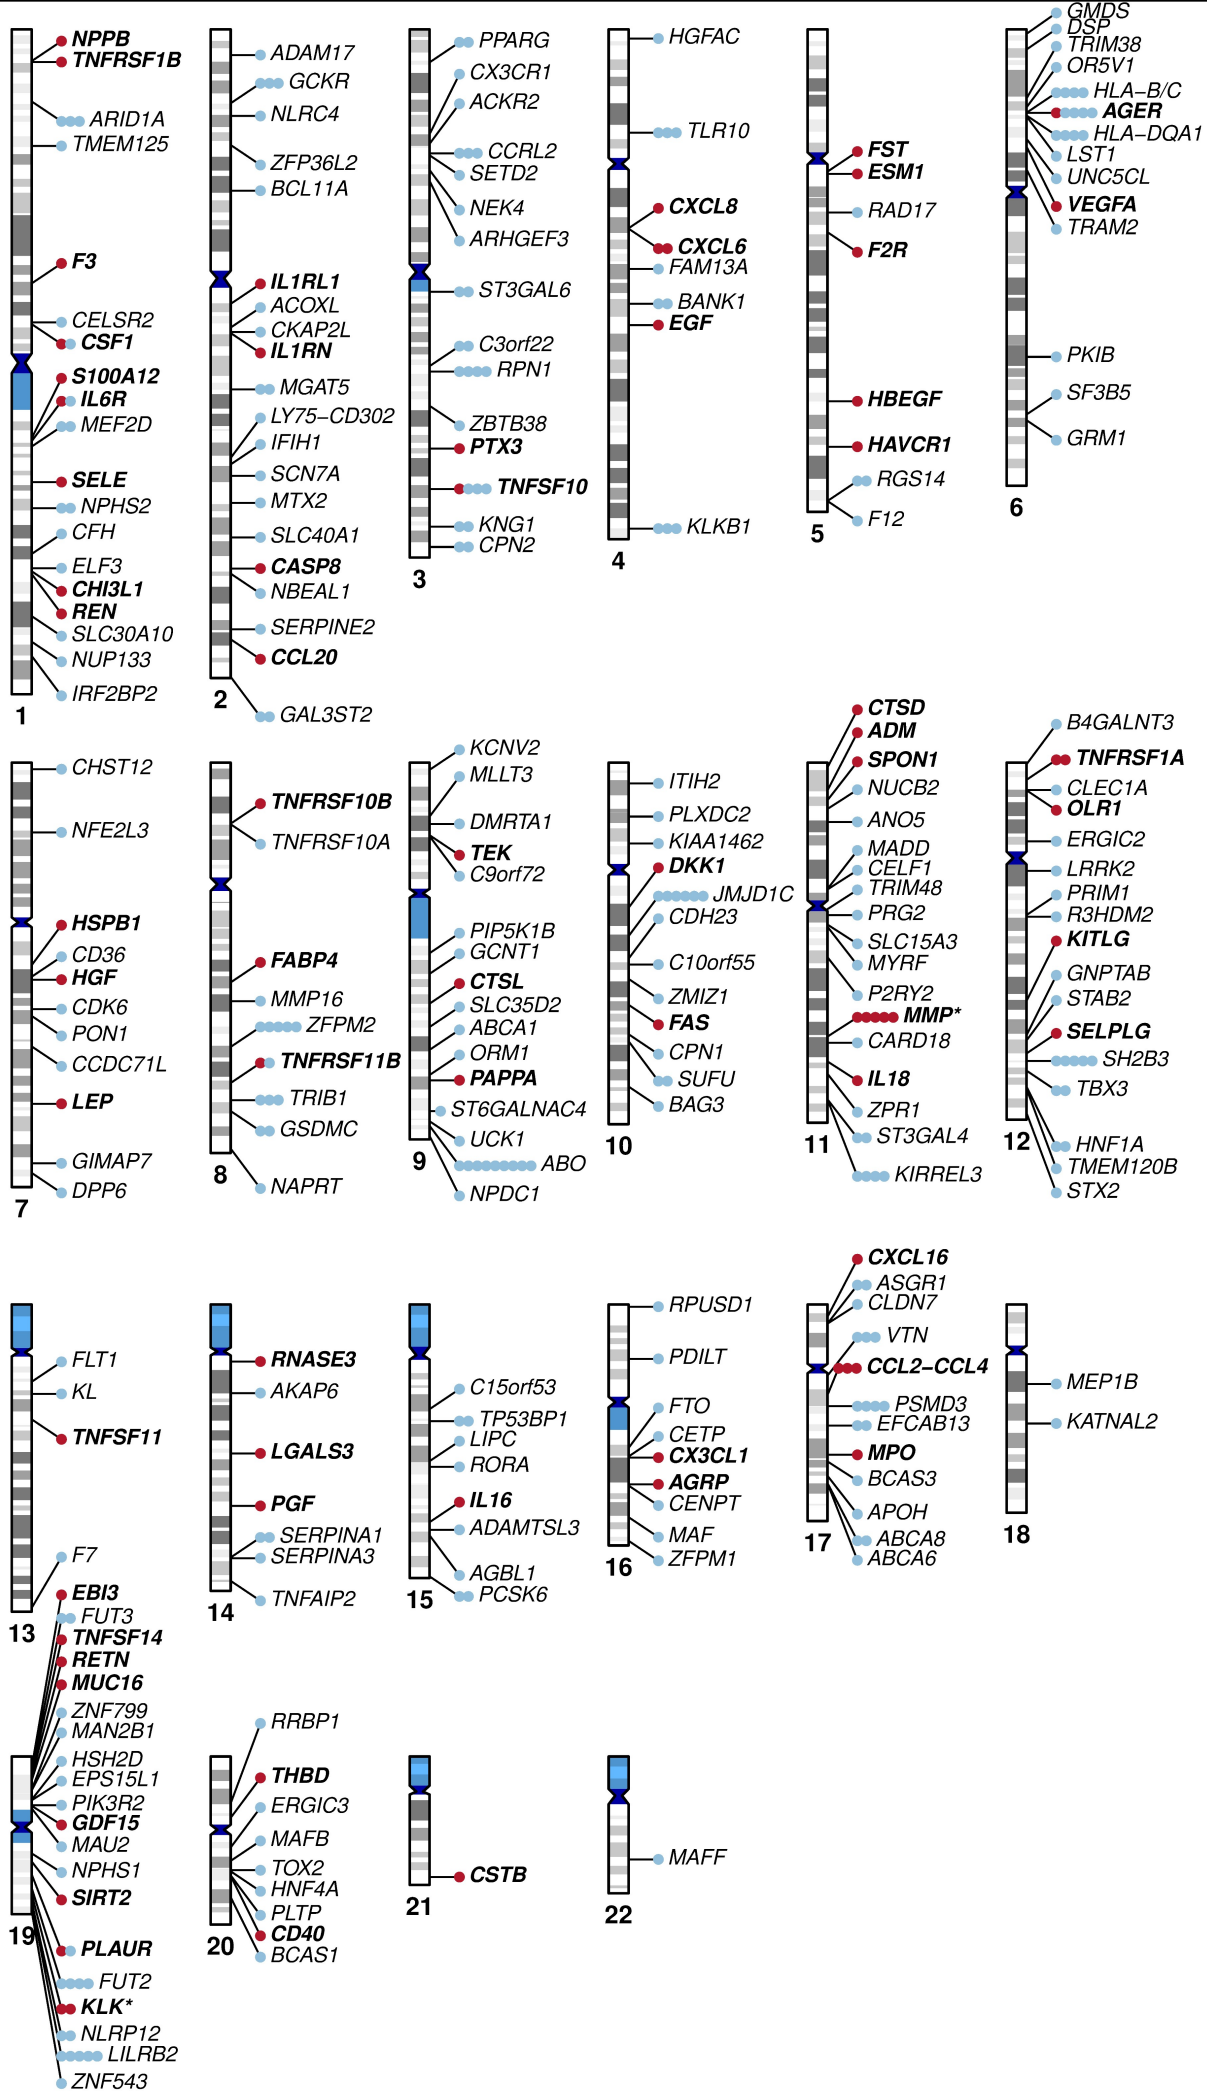 NPPB
TNFRSF1B
ARID1A
TMEM125
F3
CELSR2
CSF1
S100A12
IL6R
MEF2D
SELE
NPHS2
CFH
ELF3
CHI3L1
REN
SLC30A10
NUP133
IRF2BP2
1
ADAM17
GCKR
NLRC4
ZFP36L2
BCL11A
IL1RL1
ACOXL
CKAP2L
IL1RN
MGAT5
LY75−CD302
IFIH1
SCN7A
MTX2
SLC40A1
CASP8
NBEAL1
SERPINE2
CCL20
GAL3ST2
2
PPARG
CX3CR1
ACKR2
CCRL2
SETD2
NEK4
ARHGEF3
ST3GAL6
C3orf22
RPN1
ZBTB38
PTX3
TNFSF10
KNG1
CPN2
3
HGFAC
TLR10
CXCL8
CXCL6
FAM13A
BANK1
EGF
KLKB1
4
FST
ESM1
RAD17
F2R
HBEGF
HAVCR1
RGS14
F12
5
GMDS
DSP
TRIM38
OR5V1
HLA−B/C
AGER
HLA−DQA1
LST1
UNC5CL
VEGFA
TRAM2
PKIB
SF3B5
GRM1
6
CHST12
NFE2L3
HSPB1
CD36
HGF
CDK6
PON1
CCDC71L
LEP
GIMAP7
DPP6
7
TNFRSF10B
TNFRSF10A
FABP4
MMP16
ZFPM2
TNFRSF11B
TRIB1
GSDMC
NAPRT
8
KCNV2
MLLT3
DMRTA1
TEK
C9orf72
PIP5K1B
GCNT1
CTSL
SLC35D2
ABCA1
ORM1
PAPPA
ST6GALNAC4
UCK1
ABO
NPDC1
9
ITIH2
PLXDC2
KIAA1462
DKK1
JMJD1C
CDH23
C10orf55
ZMIZ1
FAS
CPN1
SUFU
BAG3
10
CTSD
ADM
SPON1
NUCB2
ANO5
MADD
CELF1
TRIM48
PRG2
SLC15A3
MYRF
P2RY2
MMP*
CARD18
IL18
ZPR1
ST3GAL4
KIRREL3
11
B4GALNT3
TNFRSF1A
CLEC1A
OLR1
ERGIC2
LRRK2
PRIM1
R3HDM2
KITLG
GNPTAB
STAB2
SELPLG
SH2B3
TBX3
HNF1A
TMEM120B
STX2
12
FLT1
KL
TNFSF11
F7
13
RNASE3
AKAP6
LGALS3
PGF
SERPINA1
SERPINA3
TNFAIP2
14
C15orf53
TP53BP1
LIPC
RORA
IL16
ADAMTSL3
AGBL1
PCSK6
15
RPUSD1
PDILT
FTO
CETP
CX3CL1
AGRP
CENPT
MAF
ZFPM1
16
CXCL16
ASGR1
CLDN7
VTN
CCL2−CCL4
PSMD3
EFCAB13
MPO
BCAS3
APOH
ABCA8
ABCA6
17
MEP1B
KATNAL2
18
EBI3
FUT3
TNFSF14
RETN
MUC16
ZNF799
MAN2B1
HSH2D
EPS15L1
PIK3R2
GDF15
MAU2
NPHS1
SIRT2
PLAUR
FUT2
KLK*
NLRP12
LILRB2
ZNF543
19
RRBP1
THBD
ERGIC3
MAFB
TOX2
HNF4A
PLTP
CD40
BCAS1
20
CSTB
21
MAFF
22